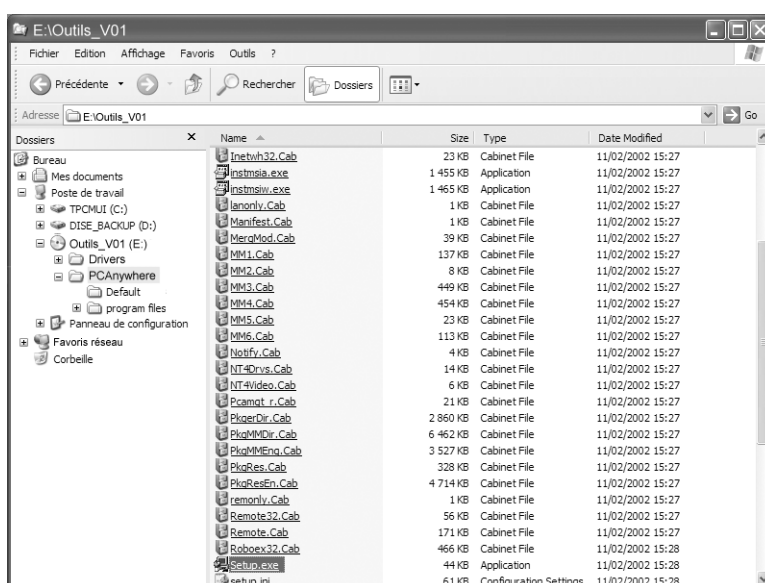 E:\Outils_V01
Fichier Edition Affichage Favoris Outils ?
Précédente Rechercher Dossiers
Adresse E:\Outils_V01 Go
Dossiers x Name Size Type Date Modified
Bureau
Mes documents
Poste de travail
TPCMUI (C:)
DISE_BACKUP (D:)
Outils_V01 (E:)
Drivers
PCAnywhere
Default
program files
Panneau de configuration
Favoris réseau
Corbeille
Inetwh32.Cab 23 KB Cabinet File 11/02/2002 15:27
instmsia.exe 1 455 KB Application 11/02/2002 15:27
instmsiw.exe 1 465 KB Application 11/02/2002 15:27
lanonly.Cab 1 KB Cabinet File 11/02/2002 15:27
Manifest.Cab 1 KB Cabinet File 11/02/2002 15:27
MergMod.Cab 39 KB Cabinet File 11/02/2002 15:27
MM1.Cab 137 KB Cabinet File 11/02/2002 15:27
MM2.Cab 8 KB Cabinet File 11/02/2002 15:27
MM3.Cab 449 KB Cabinet File 11/02/2002 15:27
MM4.Cab 454 KB Cabinet File 11/02/2002 15:27
MM5.Cab 23 KB Cabinet File 11/02/2002 15:27
MM6.Cab 113 KB Cabinet File 11/02/2002 15:27
Notify.Cab 4 KB Cabinet File 11/02/2002 15:27
NT4Drvs.Cab 14 KB Cabinet File 11/02/2002 15:27
NT4Video.Cab 6 KB Cabinet File 11/02/2002 15:27
Pcamgt_r.Cab 21 KB Cabinet File 11/02/2002 15:27
PkgerDir.Cab 2 860 KB Cabinet File 11/02/2002 15:27
PkgMMDir.Cab 6 462 KB Cabinet File 11/02/2002 15:27
PkgMMEng.Cab 3 527 KB Cabinet File 11/02/2002 15:27
PkgRes.Cab 328 KB Cabinet File 11/02/2002 15:27
PkgResEn.Cab 4 714 KB Cabinet File 11/02/2002 15:27
remonly.Cab 1 KB Cabinet File 11/02/2002 15:27
Remote32.Cab 56 KB Cabinet File 11/02/2002 15:27
Remote.Cab 171 KB Cabinet File 11/02/2002 15:27
Roboex32.Cab 466 KB Cabinet File 11/02/2002 15:28
Setup.exe 44 KB Application 11/02/2002 15:28
setup.ini 61 KB Configuration Settings 11/02/2002 15:28